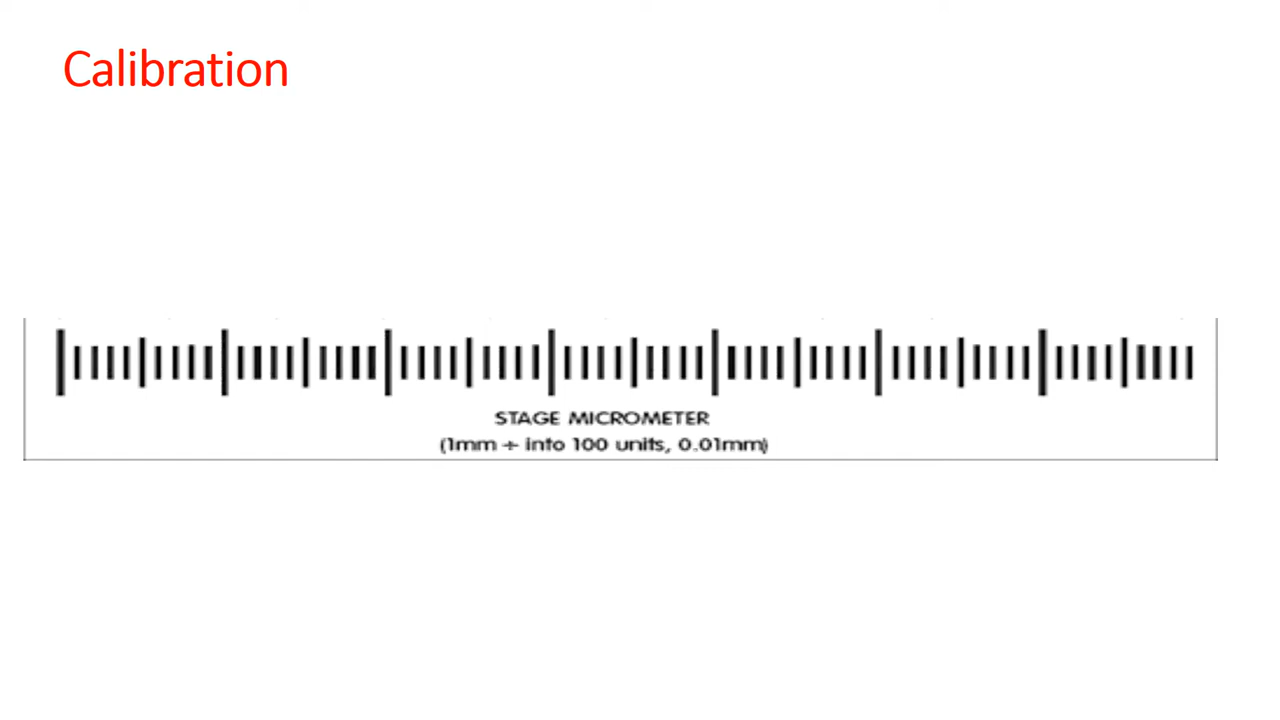 Calibration
STAGE MICROMETER
(1mm ÷ into 100 units, 0.01mm)